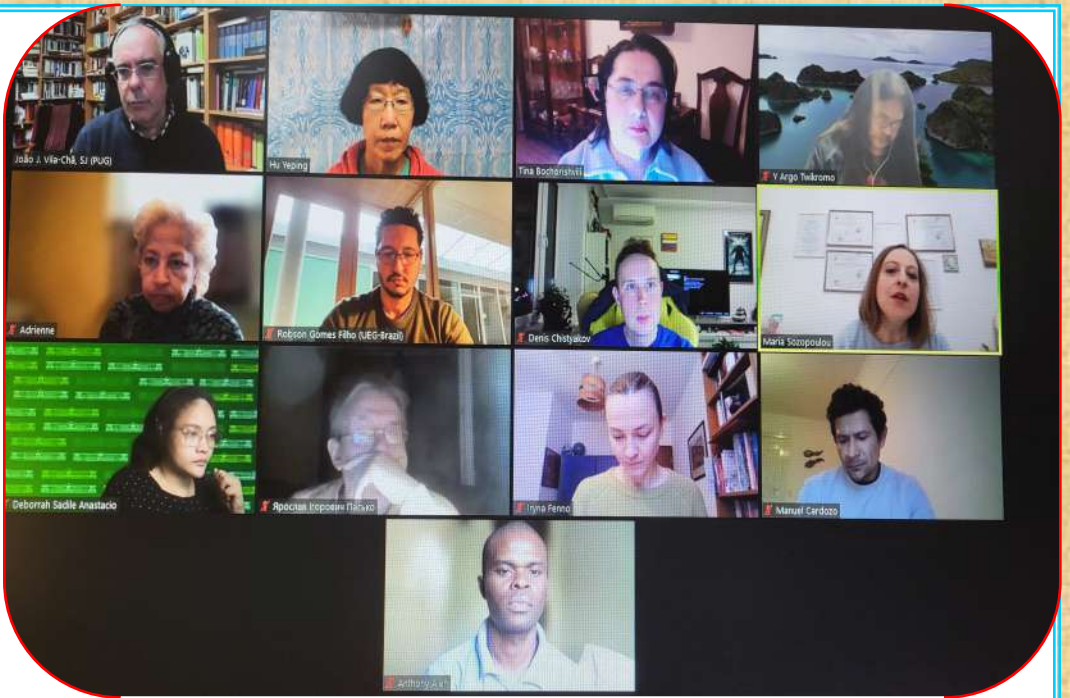 João J. Vila-Chã, SJ (PUG)
Hu Yeping
Tina Bochorishvili
Y Argo Twikromo
Adrienne
Robson Gomes Filho (UEG-Brazil)
Denis Chistyakov
Maria Sozopoulou
Deborrah Sadile Anastacio
Ярослав Ігорович Пасько
Iryna Fenno
Manuel Cardozo
Anthony